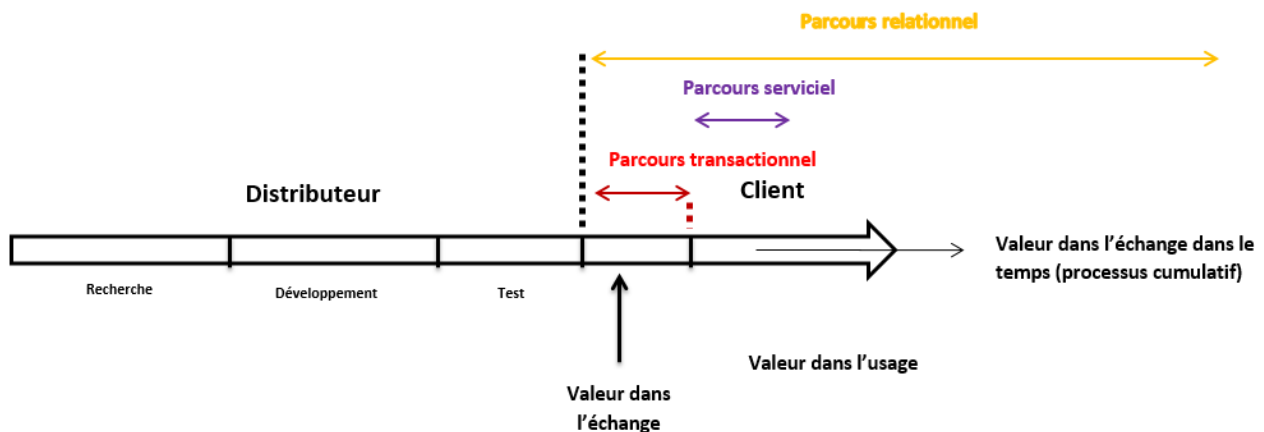 Parcours relationnel
Parcours serviciel
Parcours transactionnel
Distributeur
Client
Valeur dans l’échange dans le
temps (processus cumulatif)
Recherche
Développement
Test
Valeur dans l’usage
Valeur dans
l’échange